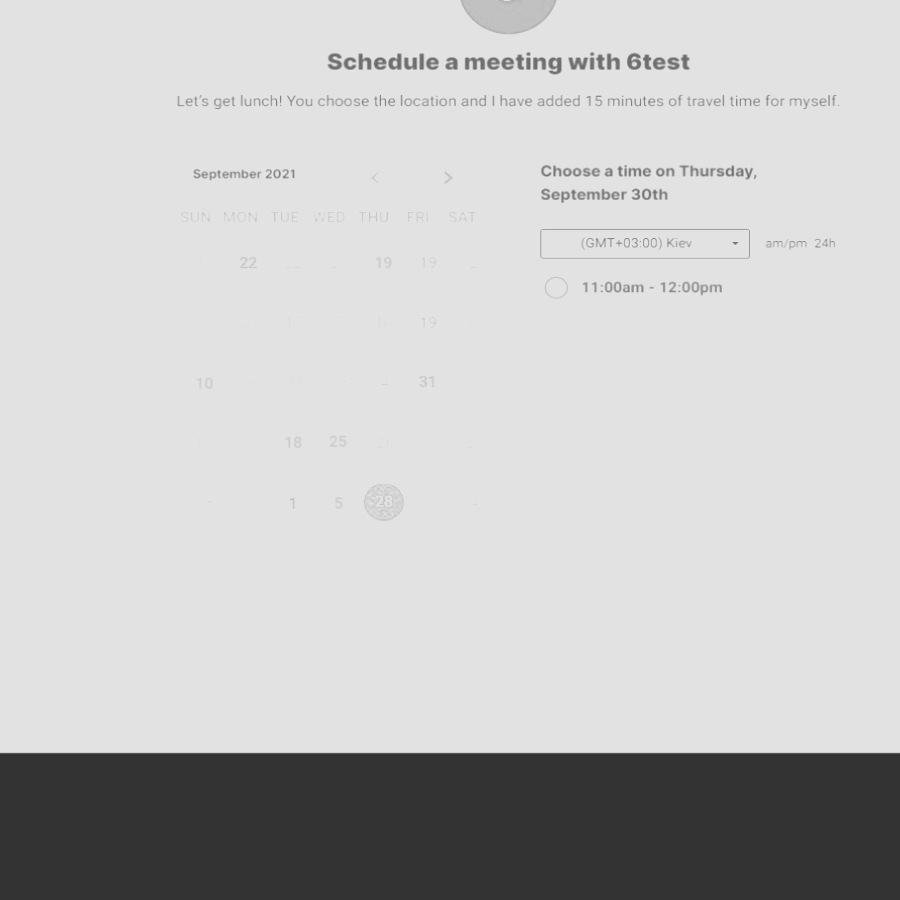 Schedule a meeting with 6test
Let's get lunch! You choose the location and I have added 15 minutes of travel time for myself.
September 2021
SUN MON TUE WED THU FRI SAT
22 19 19
19
10 31
18 25
1 5 28
Choose a time on Thursday,
September 30th
(GMT+03:00) Kiev
am/pm 24h
11:00am - 12:00pm